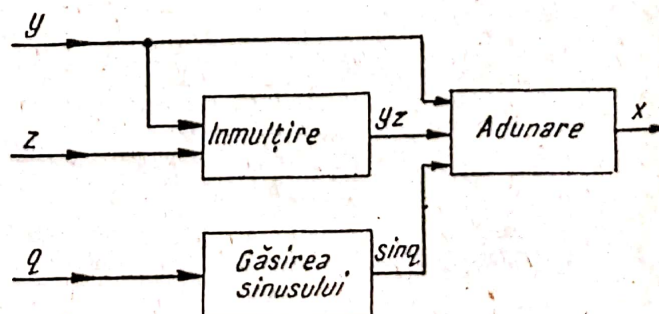 y
z
Inmulțire
yz
Adunare
x
q
Găsirea
sinusului
sinq